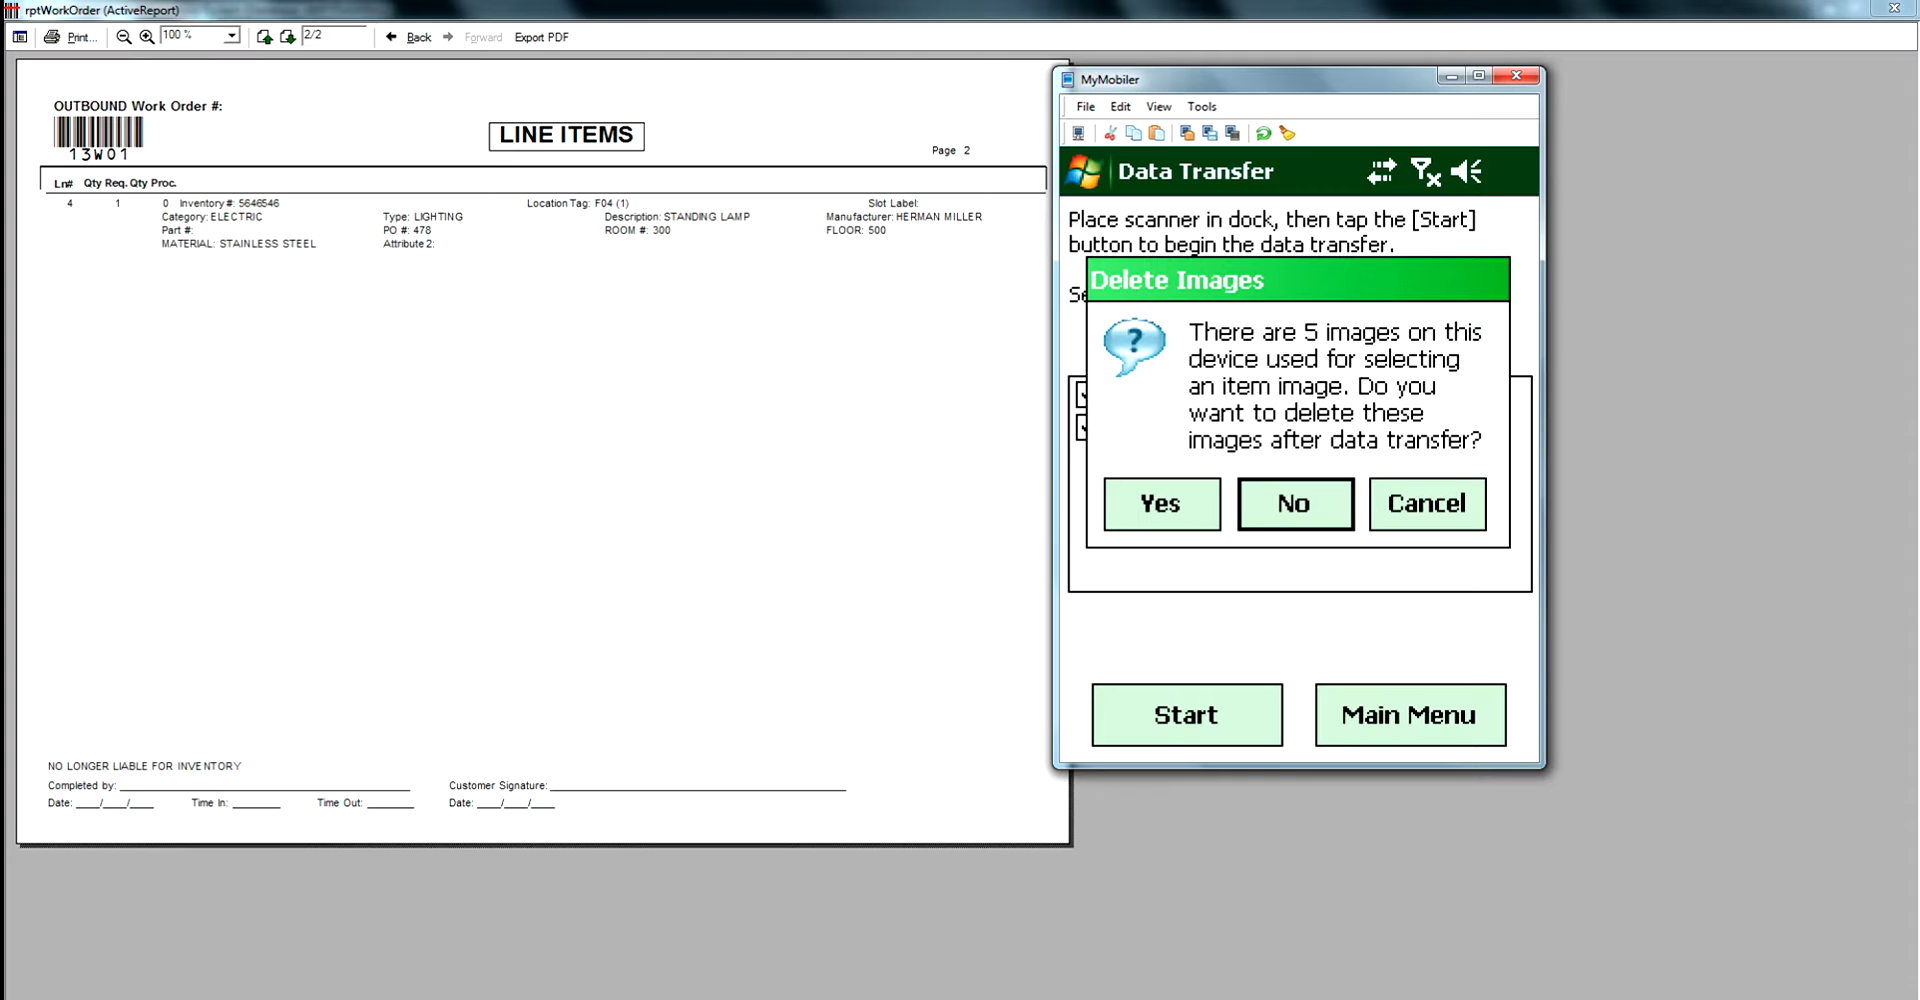 rptWorkOrder (ActiveReport)
Print... 100 % 2/2 Back Forward Export PDF
OUTBOUND Work Order #:
13W01
LINE ITEMS
Page 2
Ln# Qty Req. Qty Proc.
4 1 0 Inventory #: 5646546 Location Tag: F04 (1) Slot Label:
Category: ELECTRIC Type: LIGHTING Description: STANDING LAMP Manufacturer: HERMAN MILLER
Part #: PO #: 478 ROOM #: 300 FLOOR: 500
MATERIAL: STAINLESS STEEL Attribute 2:
NO LONGER LIABLE FOR INVENTORY
Completed by: Customer Signature:
Date: ___/___/___ Time In: Time Out: Date: ___/___/___
MyMobiler
File Edit View Tools
Data Transfer
Place scanner in dock, then tap the [Start]
button to begin the data transfer.
Delete Images
There are 5 images on this
device used for selecting
an item image. Do you
want to delete these
images after data transfer?
Yes No Cancel
Start Main Menu